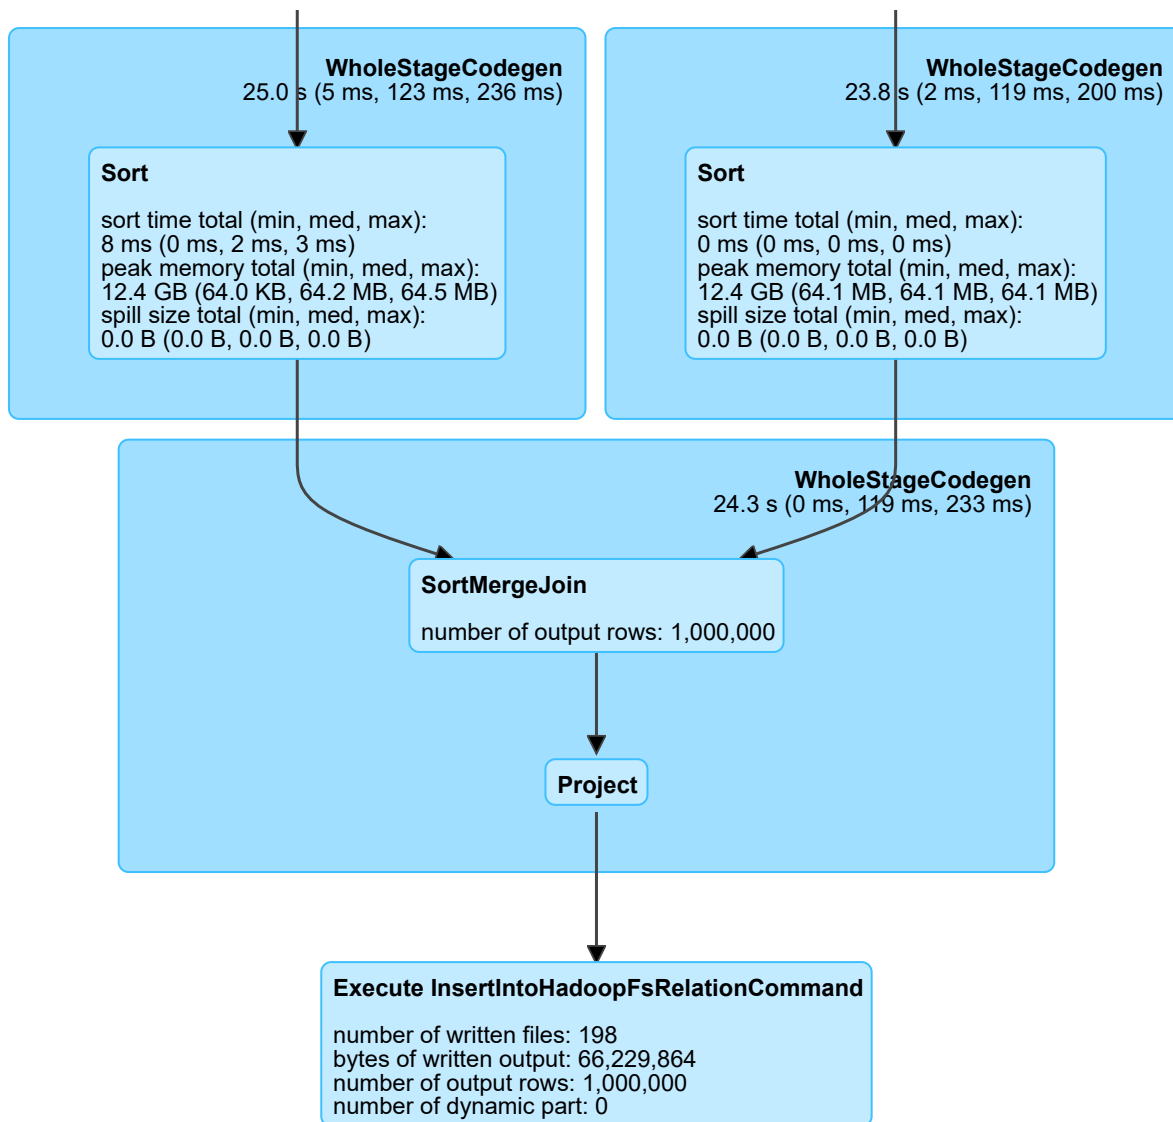 WholeStageCodegen
25.0 s (5 ms, 123 ms, 236 ms)
Sort
sort time total (min, med, max):
8 ms (0 ms, 2 ms, 3 ms)
peak memory total (min, med, max):
12.4 GB (64.0 KB, 64.2 MB, 64.5 MB)
spill size total (min, med, max):
0.0 B (0.0 B, 0.0 B, 0.0 B)
WholeStageCodegen
23.8 s (2 ms, 119 ms, 200 ms)
Sort
sort time total (min, med, max):
0 ms (0 ms, 0 ms, 0 ms)
peak memory total (min, med, max):
12.4 GB (64.1 MB, 64.1 MB, 64.1 MB)
spill size total (min, med, max):
0.0 B (0.0 B, 0.0 B, 0.0 B)
WholeStageCodegen
24.3 s (0 ms, 119 ms, 233 ms)
SortMergeJoin
number of output rows: 1,000,000
Project
Execute InsertIntoHadoopFsRelationCommand
number of written files: 198
bytes of written output: 66,229,864
number of output rows: 1,000,000
number of dynamic part: 0